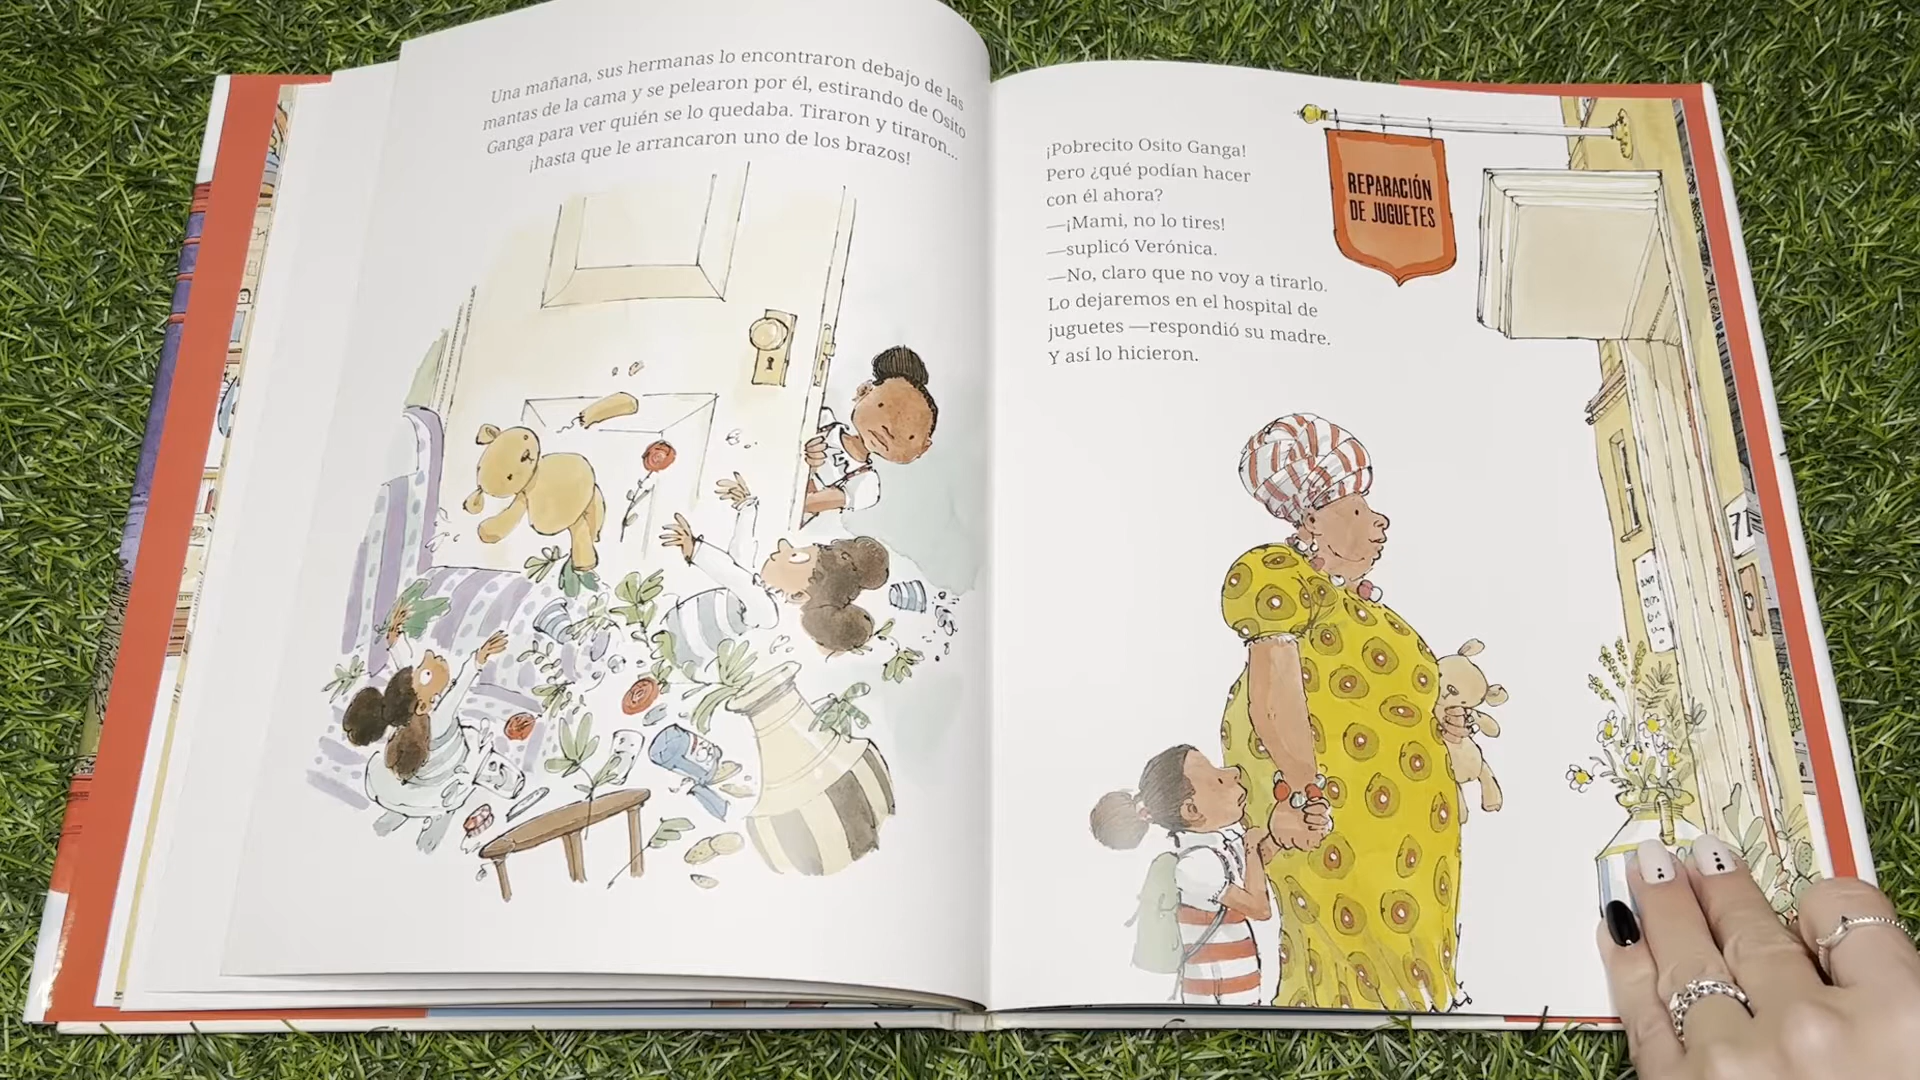 Una mañana, sus hermanas lo encontraron debajo de las
mantas de la cama y se pelearon por él, estirando de Osito
Ganga para ver quién se lo quedaba. Tiraron y tiraron...
¡hasta que le arrancaron uno de los brazos!
¡Pobrecito Osito Ganga!
Pero ¿qué podían hacer
con él ahora?
—¡Mami, no lo tires!
—suplicó Verónica.
—No, claro que no voy a tirarlo.
Lo dejaremos en el hospital de
juguetes —respondió su madre.
Y así lo hicieron.
REPARACIÓN
DE JUGUETES